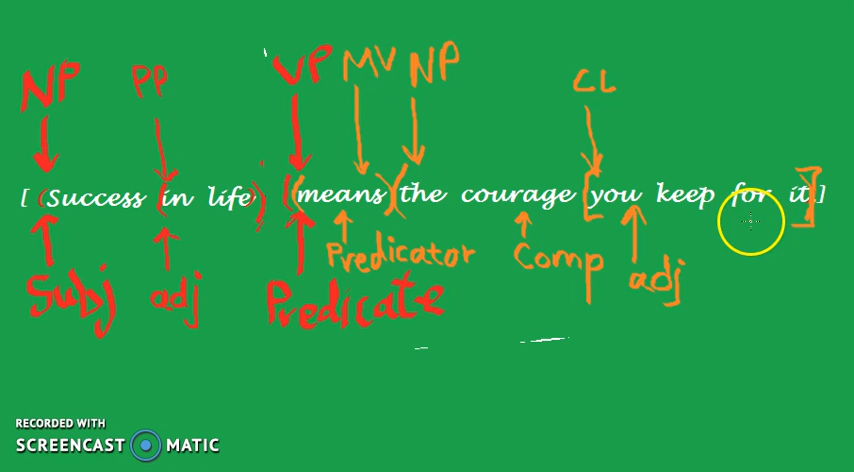 NP PP VP MV NP CL
[ (Success (in life)) ((means)(the courage [you keep for it])]
Predicator Comp adj
Subj adj Predicate
RECORDED WITH
SCREENCAST MATIC